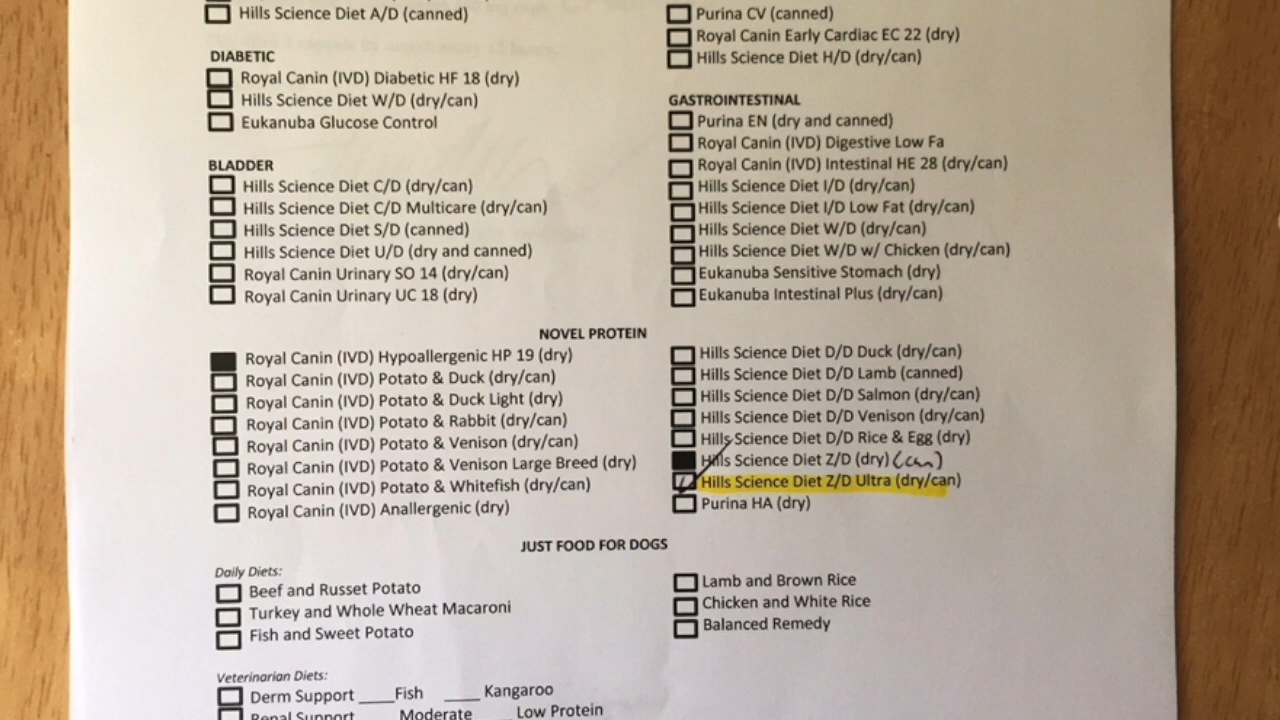 Hills Science Diet A/D (canned)
DIABETIC
Royal Canin (IVD) Diabetic HF 18 (dry)
Hills Science Diet W/D (dry/can)
Eukanuba Glucose Control
BLADDER
Hills Science Diet C/D (dry/can)
Hills Science Diet C/D Multicare (dry/can)
Hills Science Diet S/D (canned)
Hills Science Diet U/D (dry and canned)
Royal Canin Urinary SO 14 (dry/can)
Royal Canin Urinary UC 18 (dry)
Purina CV (canned)
Royal Canin Early Cardiac EC 22 (dry)
Hills Science Diet H/D (dry/can)
GASTROINTESTINAL
Purina EN (dry and canned)
Royal Canin (IVD) Digestive Low Fa
Royal Canin (IVD) Intestinal HE 28 (dry/can)
Hills Science Diet I/D (dry/can)
Hills Science Diet I/D Low Fat (dry/can)
Hills Science Diet W/D (dry/can)
Hills Science Diet W/D w/ Chicken (dry/can)
Eukanuba Sensitive Stomach (dry)
Eukanuba Intestinal Plus (dry/can)
NOVEL PROTEIN
Royal Canin (IVD) Hypoallergenic HP 19 (dry)
Royal Canin (IVD) Potato & Duck (dry/can)
Royal Canin (IVD) Potato & Duck Light (dry)
Royal Canin (IVD) Potato & Rabbit (dry/can)
Royal Canin (IVD) Potato & Venison (dry/can)
Royal Canin (IVD) Potato & Venison Large Breed (dry)
Royal Canin (IVD) Potato & Whitefish (dry/can)
Royal Canin (IVD) Anallergenic (dry)
Hills Science Diet D/D Duck (dry/can)
Hills Science Diet D/D Lamb (canned)
Hills Science Diet D/D Salmon (dry/can)
Hills Science Diet D/D Venison (dry/can)
Hills Science Diet D/D Rice & Egg (dry)
Hills Science Diet Z/D (dry) (can)
Hills Science Diet Z/D Ultra (dry/can)
Purina HA (dry)
JUST FOOD FOR DOGS
Daily Diets:
Beef and Russet Potato
Turkey and Whole Wheat Macaroni
Fish and Sweet Potato
Lamb and Brown Rice
Chicken and White Rice
Balanced Remedy
Veterinarian Diets:
Derm Support ____Fish ____ Kangaroo
Renal Support ____Moderate ____Low Protein